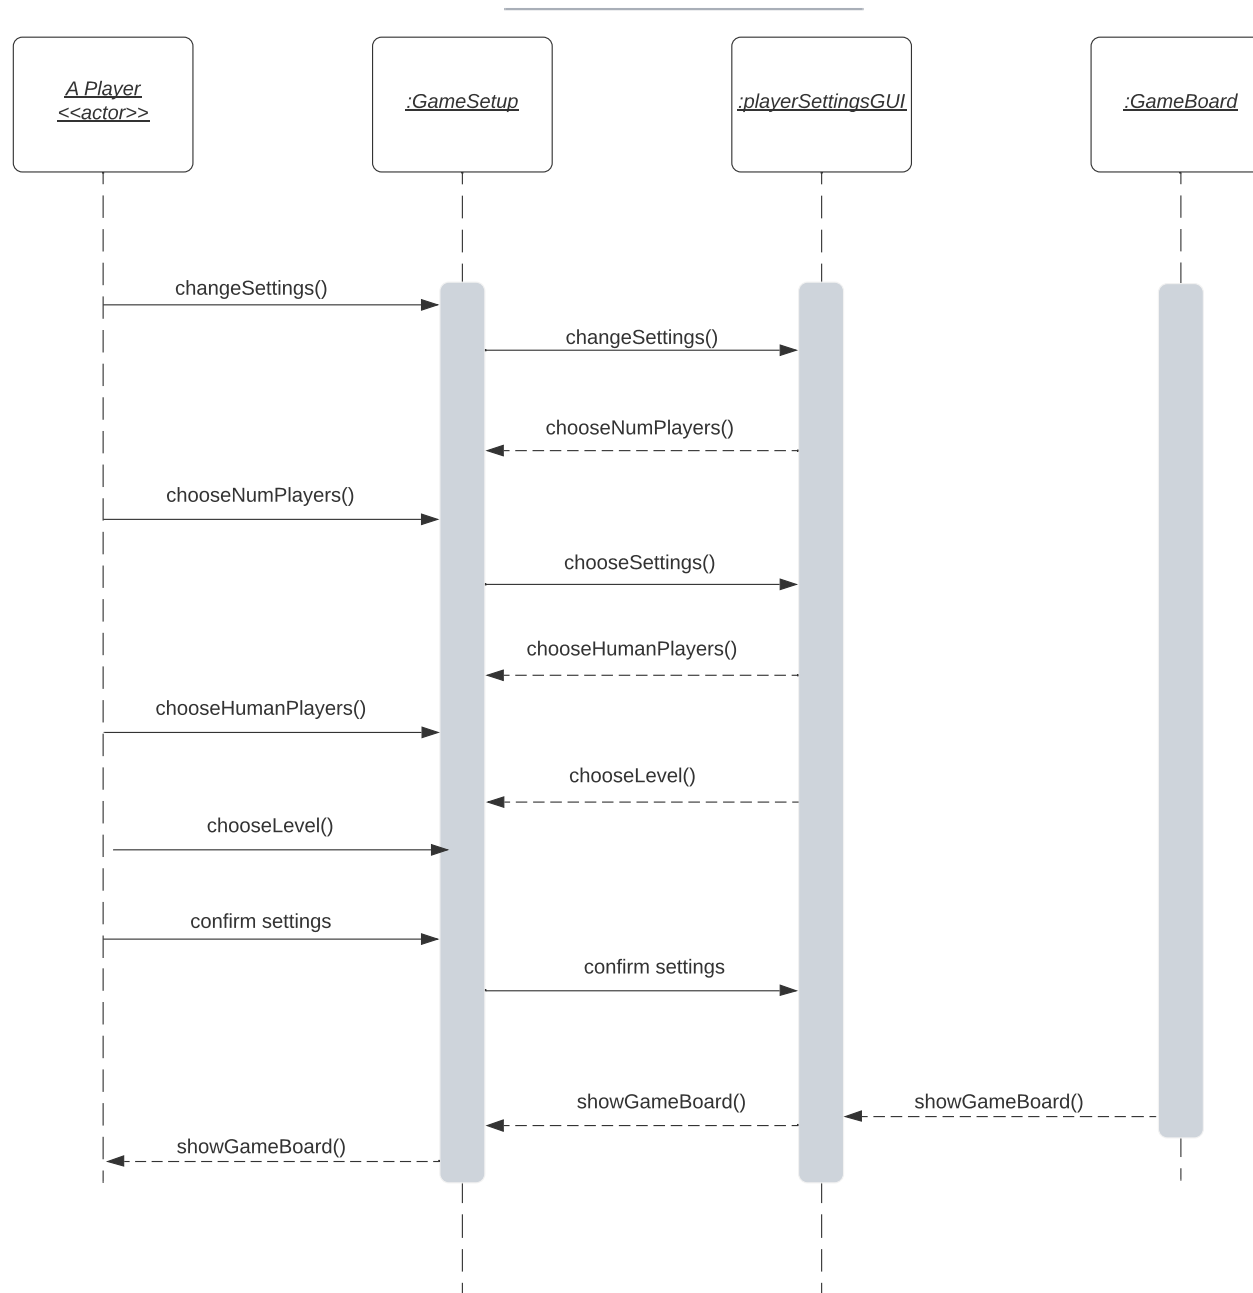 A Player
<<actor>>
:GameSetup
:playerSettingsGUI
:GameBoard
changeSettings()
changeSettings()
chooseNumPlayers()
chooseNumPlayers()
chooseSettings()
chooseHumanPlayers()
chooseHumanPlayers()
chooseLevel()
chooseLevel()
confirm settings
confirm settings
showGameBoard()
showGameBoard()
showGameBoard()